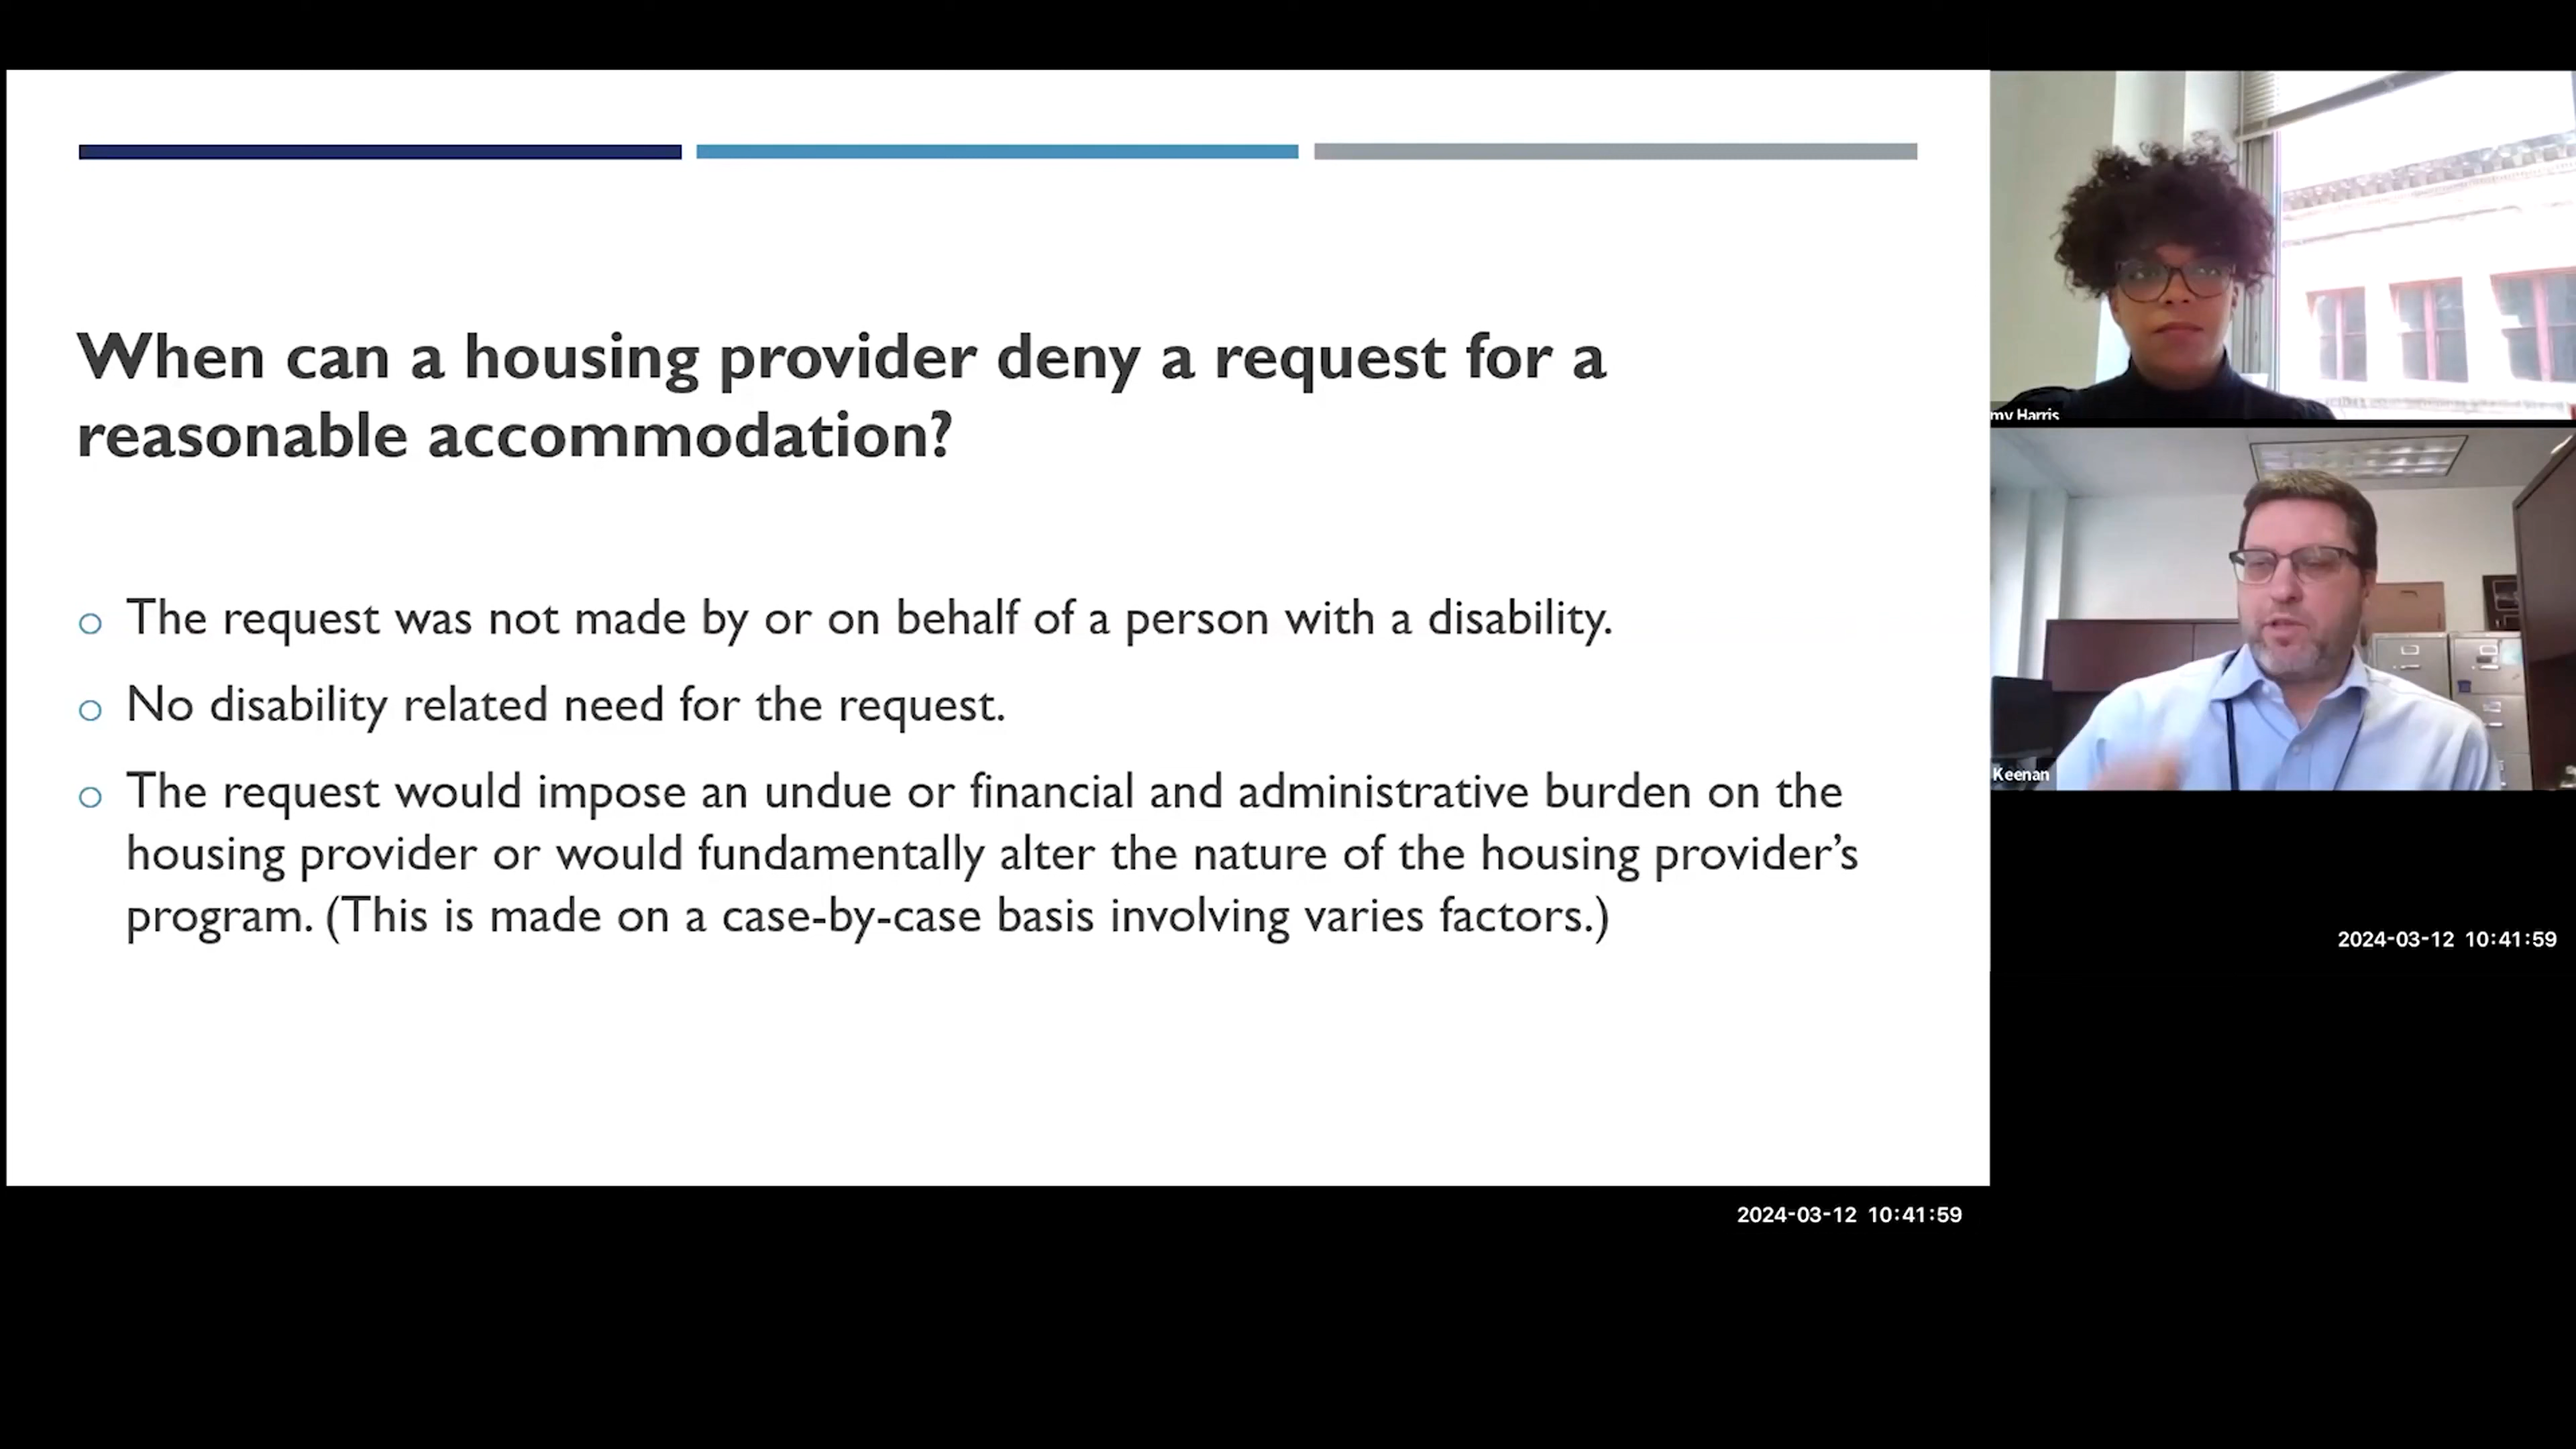 When can a housing provider deny a request for a
reasonable accommodation?
The request was not made by or on behalf of a person with a disability.
No disability related need for the request.
The request would impose an undue or financial and administrative burden on the
housing provider or would fundamentally alter the nature of the housing provider’s
program. (This is made on a case-by-case basis involving varies factors.)
my Harris
Keenan
2024-03-12 10:41:59
2024-03-12 10:41:59